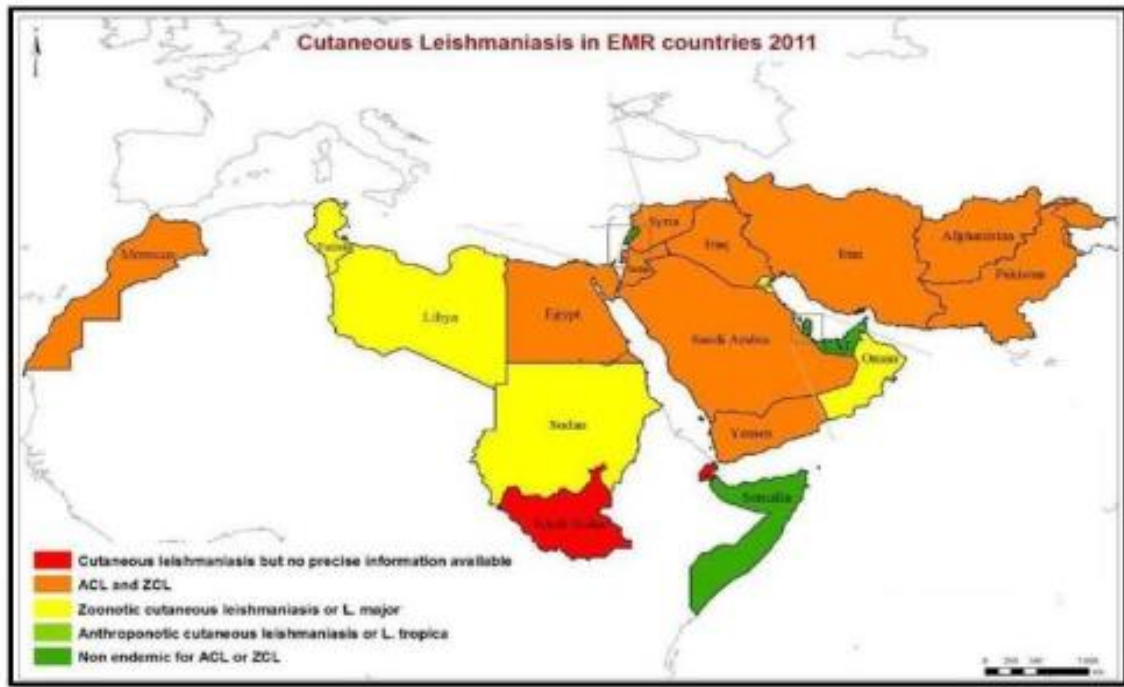 Cutaneous Leishmaniasis in EMR countries 2011
Syria
Morocco
Iraq
Iran
Afghanistan
Pakistan
Tunisia
Libya
Egypt
Saudi Arabia
Oman
Sudan
Yemen
Somalia
South Sudan
Cutaneous leishmaniasis but no precise information available
ACL and ZCL
Zoonotic cutaneous leishmaniasis or L. major
Anthroponotic cutaneous leishmaniasis or L. tropica
Non endemic for ACL or ZCL